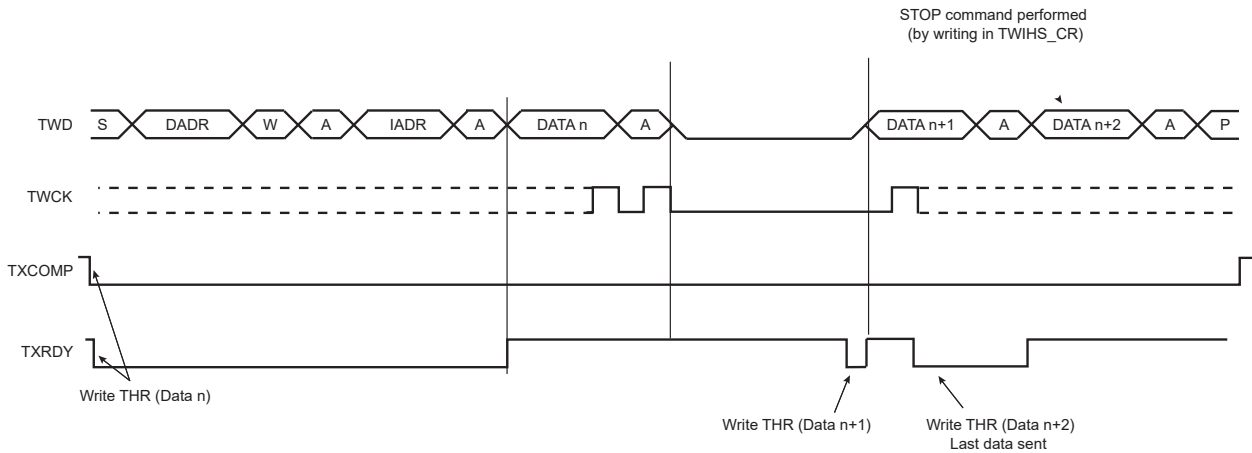 STOP command performed
(by writing in TWIHS_CR)
TWD S DADR W A IADR A DATA n A DATA n+1 A DATA n+2 A P
TWCK
TXCOMP
TXRDY
Write THR (Data n)
Write THR (Data n+1)
Write THR (Data n+2)
Last data sent